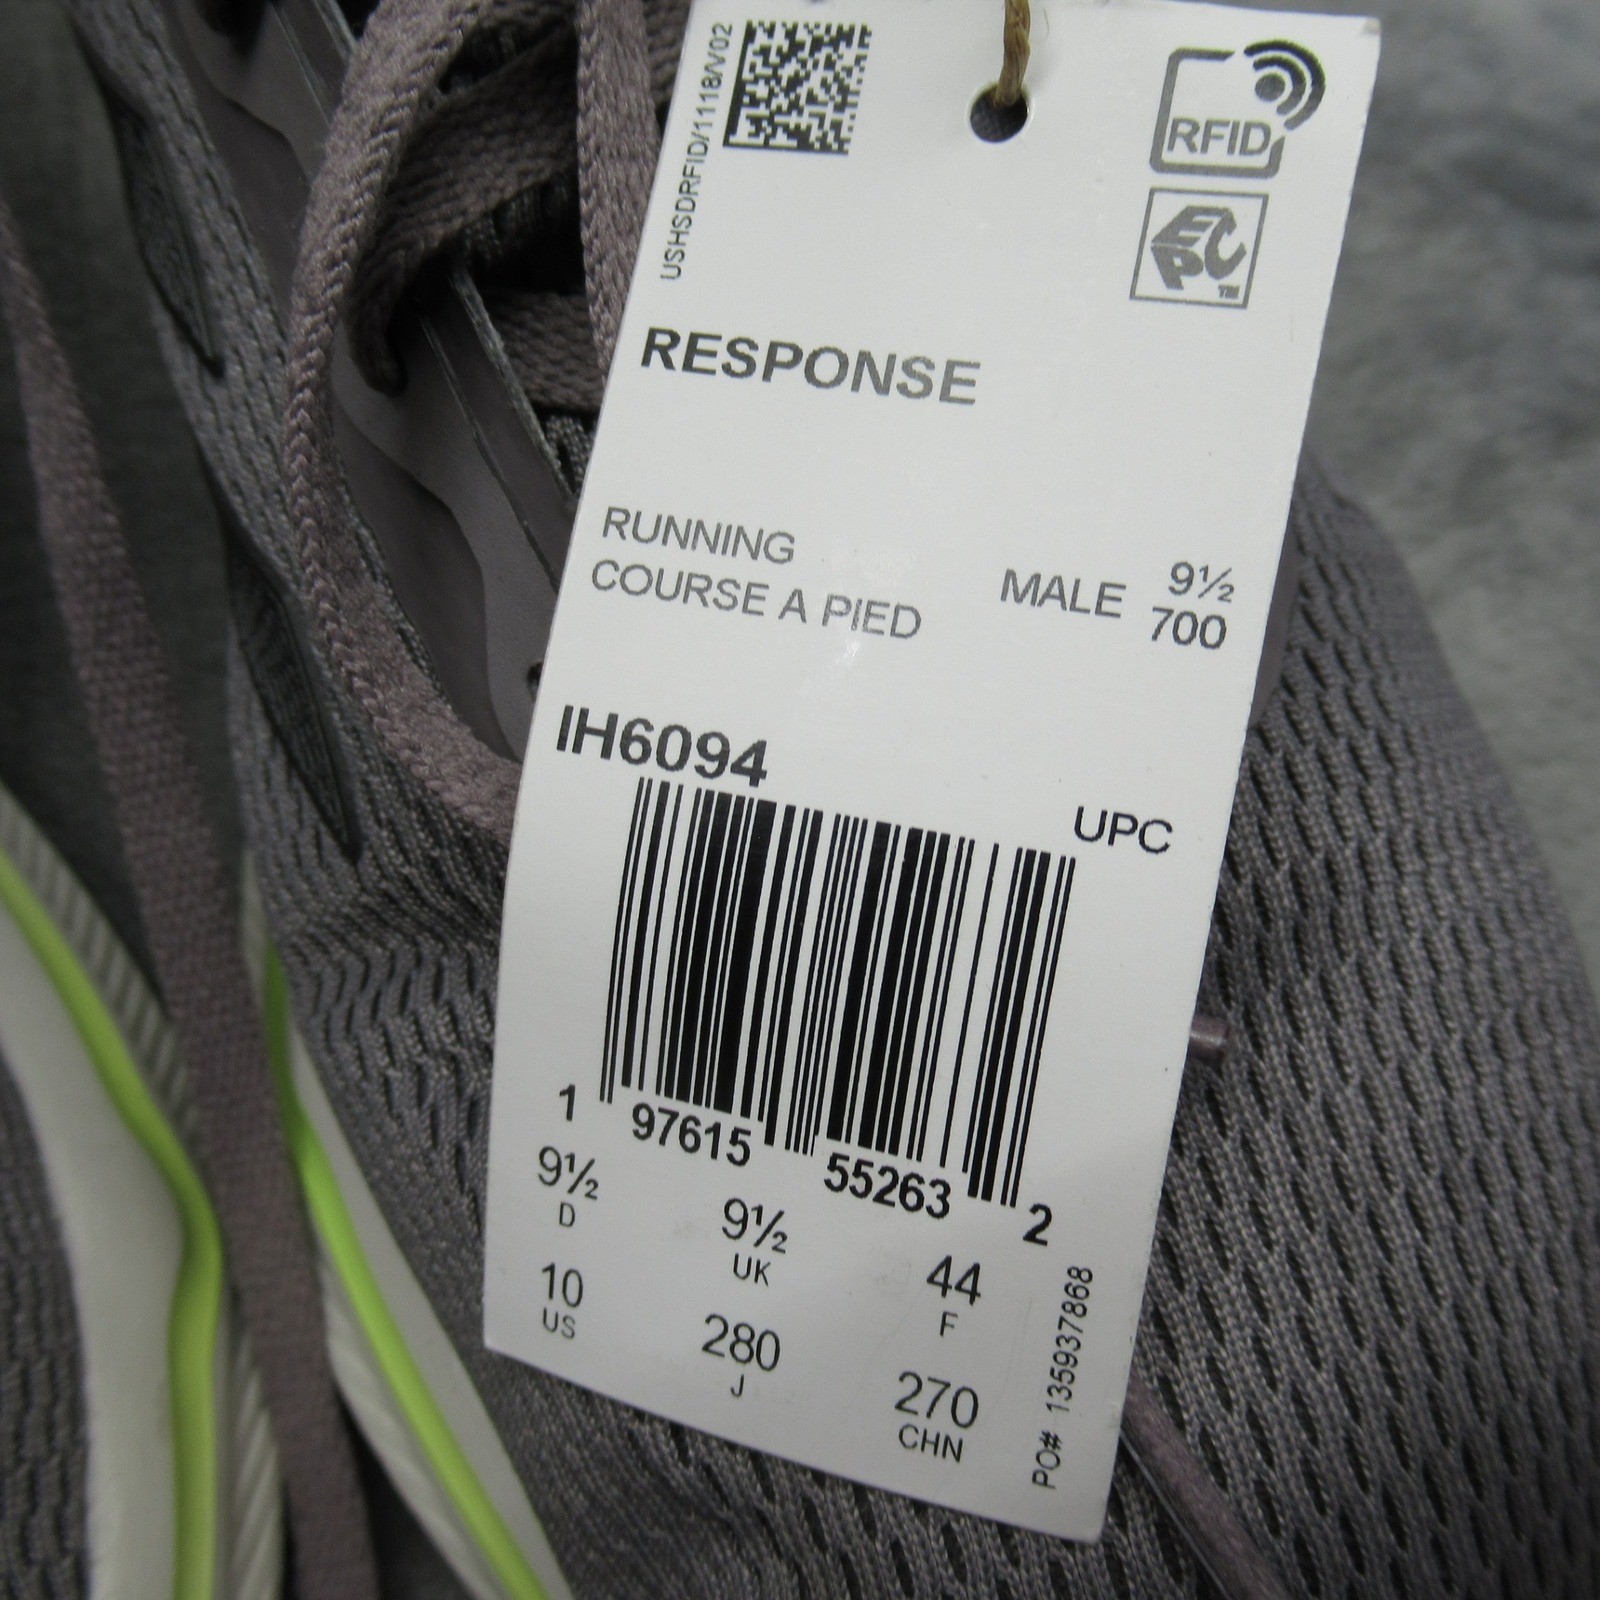 USHSDRFID/1118/V02
RFID
EPC™
RESPONSE
RUNNING
COURSE A PIED
MALE 9½
700
IH6094
UPC
1 97615 55263 2
9½ 9½ 44
D UK F
10 280 270
US J CHN
PO# 135937868